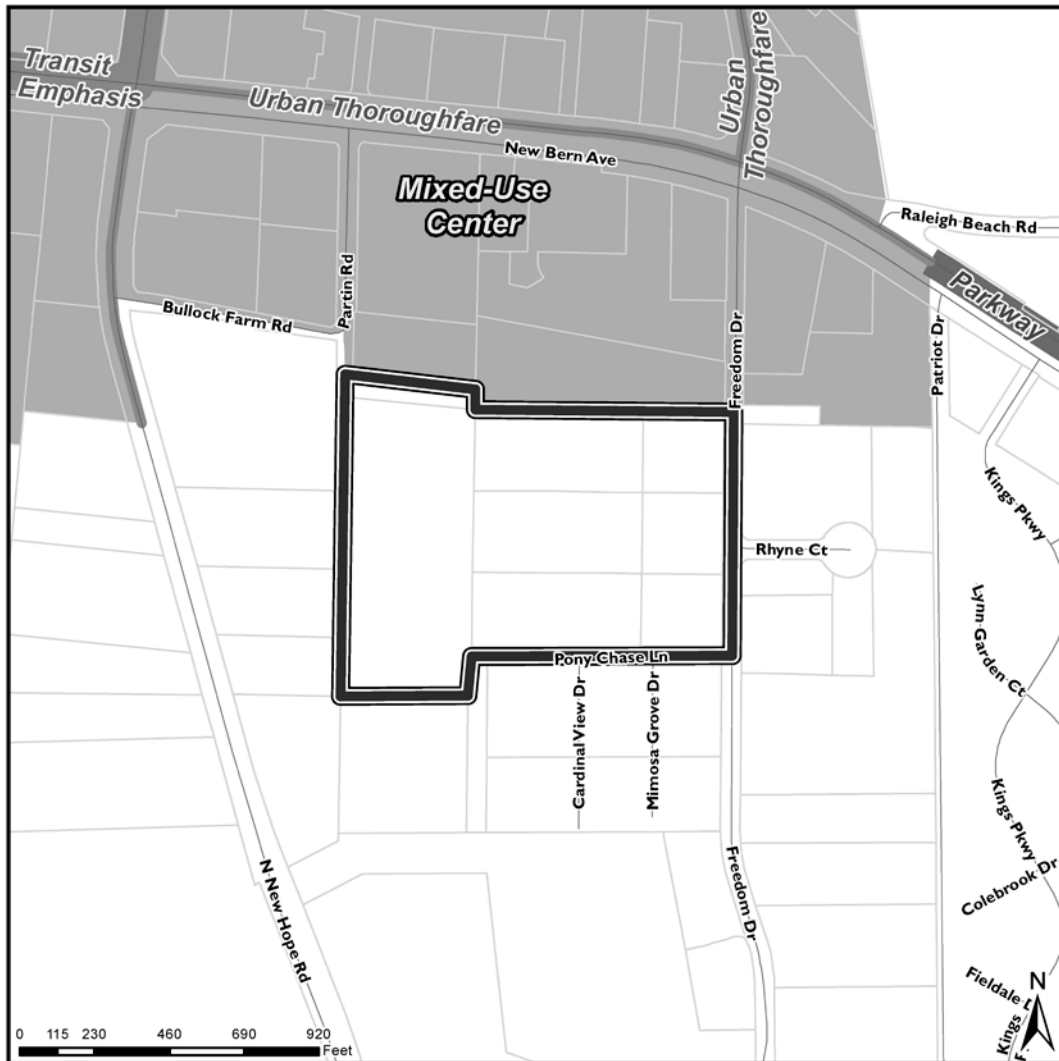 Transit
Emphasis
Urban Thoroughfare
Urban
Thoroughfare
New Bern Ave
Mixed-Use
Center
Raleigh Beach Rd
Parkway
Partin Rd
Bullock Farm Rd
Freedom Dr
Patriot Dr
Kings Pkwy
Rhyne Ct
Lynn Garden Ct
Pony Chase Ln
Cardinal View Dr
Mimosa Grove Dr
Kings Pkwy
N New Hope Rd
Freedom Dr
Colebrook Dr
Fieldale L
Kings
N
0 115 230 460 690 920
Feet